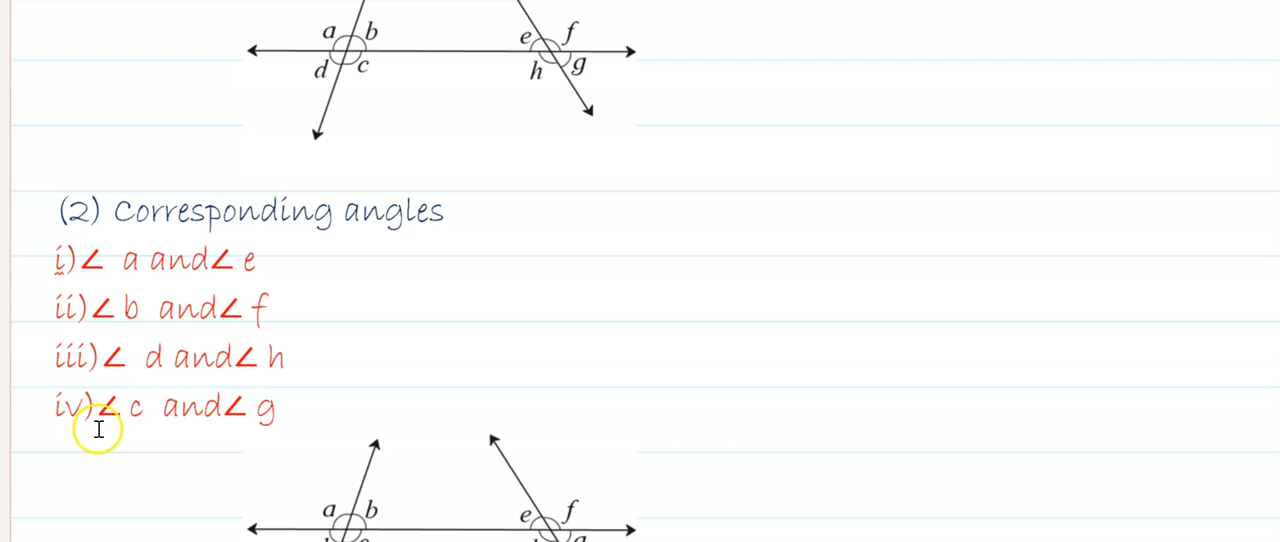 a b e f
d c h g
(2) Corresponding angles
i)∠ a and∠ e
ii)∠ b and∠ f
iii)∠ d and∠ h
iv)∠ c and∠ g
a b e f